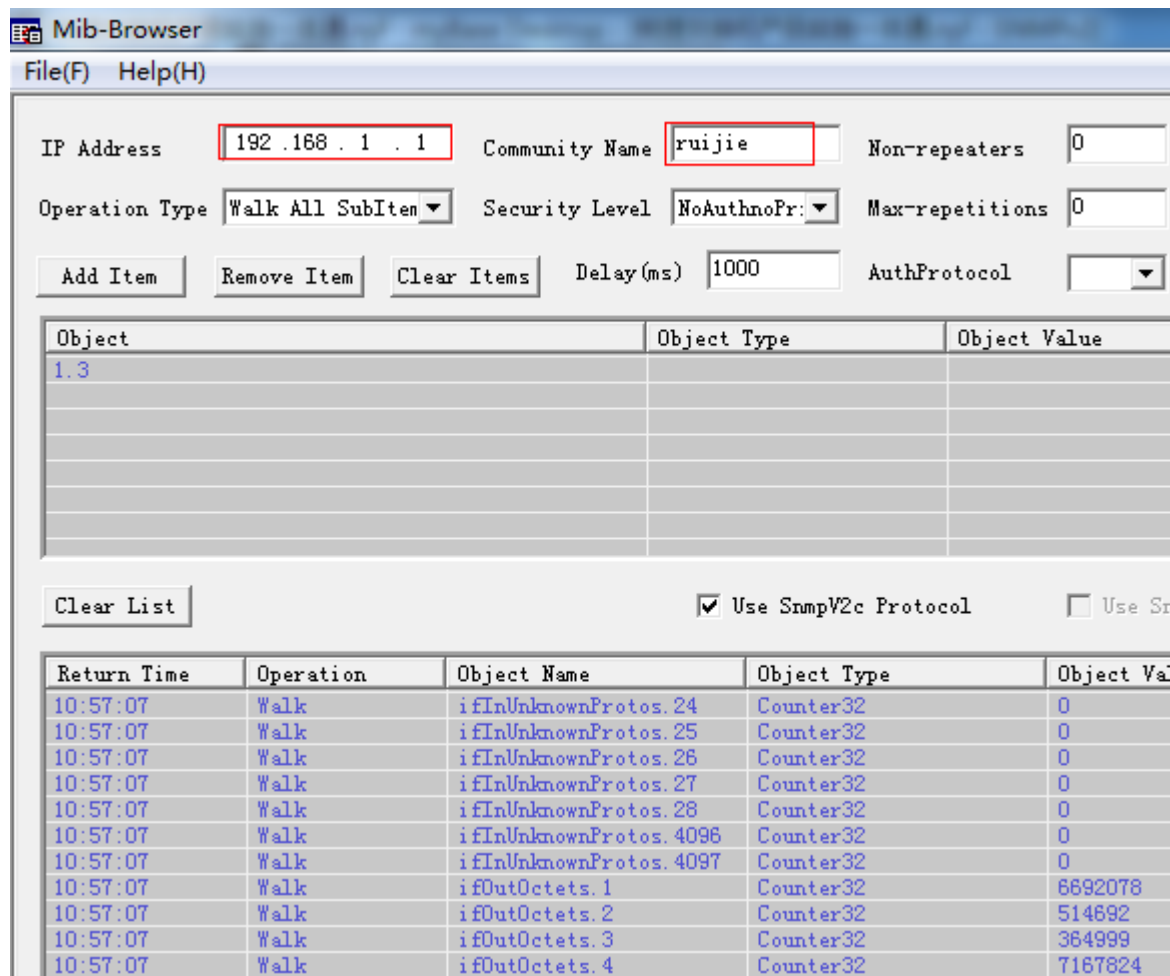 Mib-Browser
File(F) Help(H)
IP Address 192 .168 . 1 . 1 Community Name ruijie Non-repeaters 0
Operation Type Walk All SubIten Security Level NoAuthnoPr: Max-repetitions 0
Add Item Remove Item Clear Items Delay(ms) 1000 AuthProtocol
Object Object Type Object Value
1.3
Clear List Use SnmpV2c Protocol Use Sn
Return Time Operation Object Name Object Type Object Val
10:57:07 Walk ifInUnknownProtos.24 Counter32 0
10:57:07 Walk ifInUnknownProtos.25 Counter32 0
10:57:07 Walk ifInUnknownProtos.26 Counter32 0
10:57:07 Walk ifInUnknownProtos.27 Counter32 0
10:57:07 Walk ifInUnknownProtos.28 Counter32 0
10:57:07 Walk ifInUnknownProtos.4096 Counter32 0
10:57:07 Walk ifInUnknownProtos.4097 Counter32 0
10:57:07 Walk ifOutOctets.1 Counter32 6692078
10:57:07 Walk ifOutOctets.2 Counter32 514692
10:57:07 Walk ifOutOctets.3 Counter32 364999
10:57:07 Walk ifOutOctets.4 Counter32 7167824